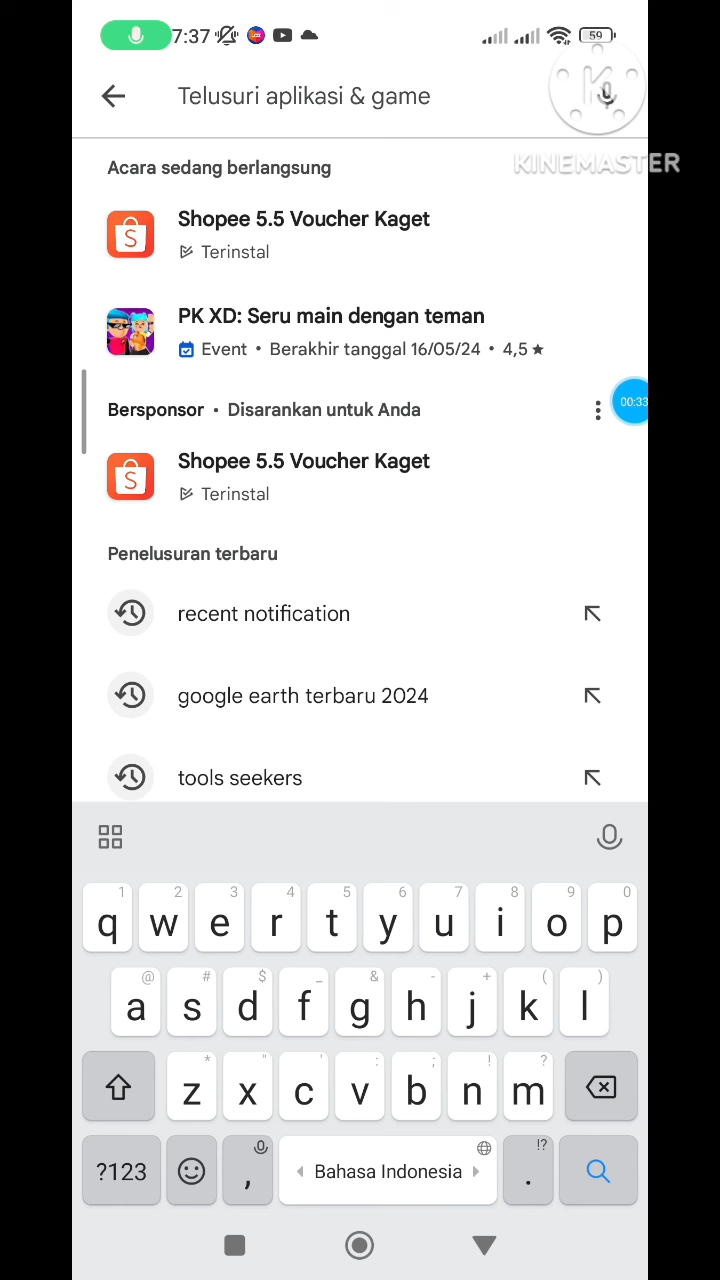 7:37
59
Telusuri aplikasi & game
KINEMASTER
Acara sedang berlangsung
Shopee 5.5 Voucher Kaget
Terinstal
PK XD: Seru main dengan teman
Event • Berakhir tanggal 16/05/24 • 4,5 ★
00:33
Bersponsor • Disarankan untuk Anda
Shopee 5.5 Voucher Kaget
Terinstal
Penelusuran terbaru
recent notification
google earth terbaru 2024
tools seekers
1 2 3 4 5 6 7 8 9 0
q w e r t y u i o p
@ # $ _ & - + ( )
a s d f g h j k l
* " ' : ; ! ?
z x c v b n m
!?
?123 , Bahasa Indonesia .